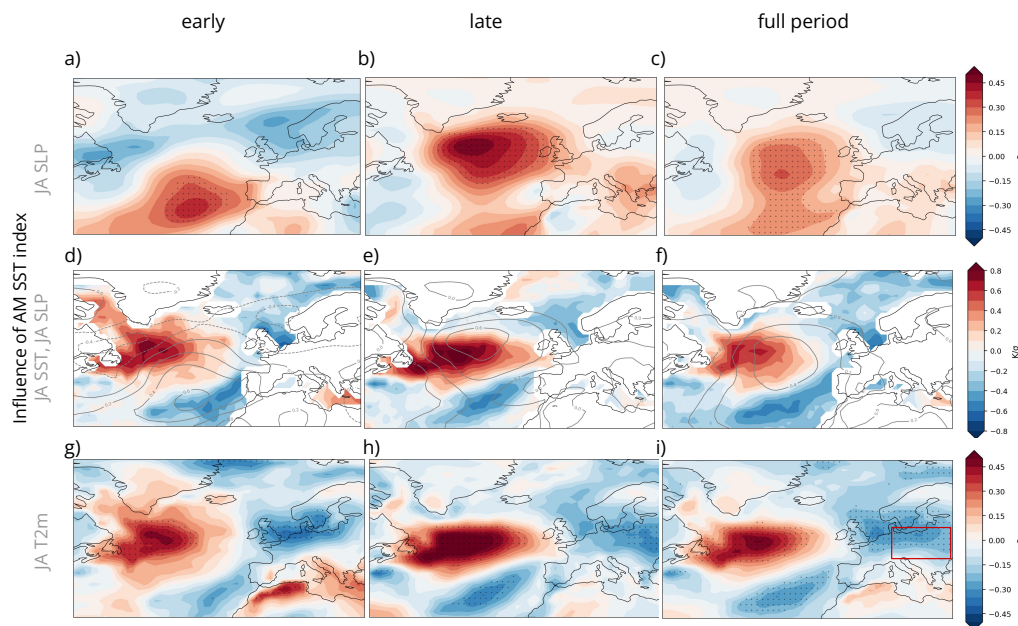 early late full period
a) b) c)
JA SLP
0.45
0.30
0.15
0.00
−0.15
−0.30
−0.45
Influence of AM SST index
d) e) f)
JA SST, JA SLP
0.8
0.6
0.4
0.2
0.0
−0.2
−0.4
−0.6
−0.8
K/σ
g) h) i)
JA T2m
0.45
0.30
0.15
0.00
−0.15
−0.30
−0.45